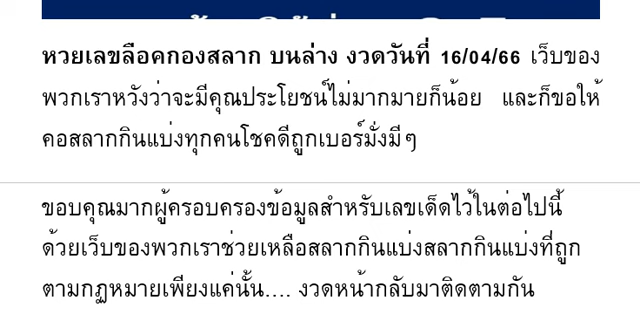 หวยเลขลือคกองสลาก บนล่าง งวดวันที่ 16/04/66 เว็บของ
พวกเราหวังว่าจะมีคุณประโยชน์ไม่มากมายก็น้อย และก็ขอให้
คอสลากกินแบ่งทุกคนโชคดีถูกเบอร์มั่งมีๆ
ขอบคุณมากผู้ครอบครองข้อมูลสำหรับเลขเด็ดไว้ในต่อไปนี้
ด้วยเว็บของพวกเราช่วยเหลือสลากกินแบ่งสลากกินแบ่งที่ถูก
ตามกฏหมายเพียงแค่นั้น.... งวดหน้ากลับมาติดตามกัน